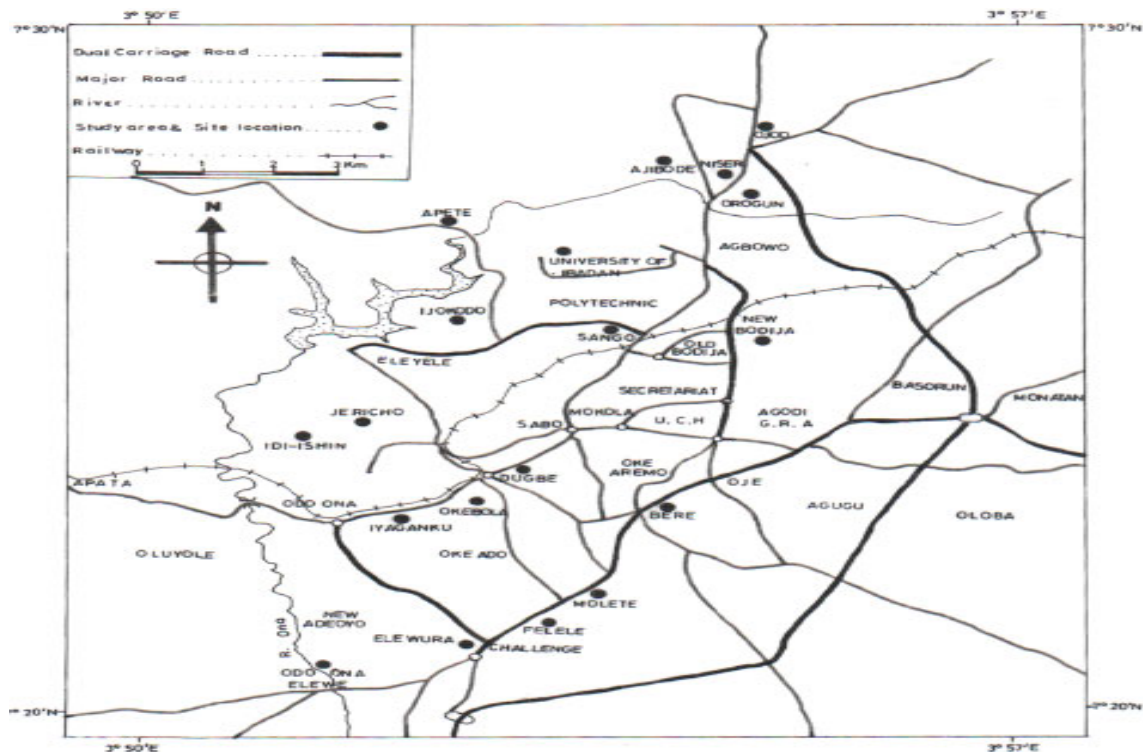 3° 50'E
3° 57'E
7° 30'N
7° 30'N
Dual Carriage Road
Major Road
River
Study area & Site location
Railway
0 1 2 3 Km
N
OJOO
AJIBODE
NISER
OROGUN
APETE
AGBOWO
UNIVERSITY OF
IBADAN
POLYTECHNIC
IJOKODO
SANGO
NEW
BODIJA
OLD
BODIJA
ELEYELE
SECRETARIAT
BASORUN
MONATAN
JERICHO
MOKOLA
U.C.H
AGODI
G.R.A
SABO
IDI-ISHIN
OKE
AREMO
DUGBE
APATA
OJE
ODO ONA
OKEBOLA
BERE
AGUGU
OLOBA
IYAGANKU
OLUYOLE
OKE ADO
MOLETE
NEW
ADEOYO
FELELE
R. Ona
ELEWURA
CHALLENGE
ODO ONA
ELEWE
7° 20'N
3° 50'E
3° 57'E